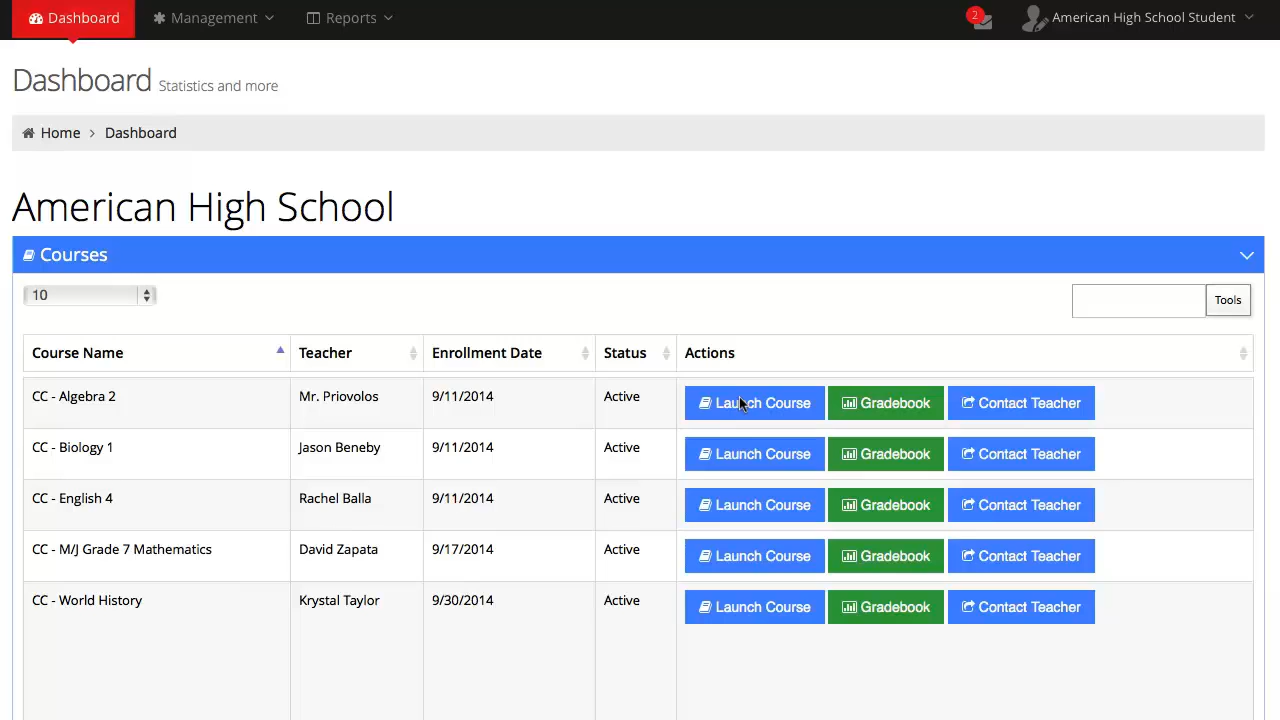 Dashboard Management Reports 2 American High School Student
Dashboard Statistics and more
Home > Dashboard
American High School
Courses
10 Tools
Course Name Teacher Enrollment Date Status Actions
CC - Algebra 2 Mr. Priovolos 9/11/2014 Active Launch Course Gradebook Contact Teacher
CC - Biology 1 Jason Beneby 9/11/2014 Active Launch Course Gradebook Contact Teacher
CC - English 4 Rachel Balla 9/11/2014 Active Launch Course Gradebook Contact Teacher
CC - M/J Grade 7 Mathematics David Zapata 9/17/2014 Active Launch Course Gradebook Contact Teacher
CC - World History Krystal Taylor 9/30/2014 Active Launch Course Gradebook Contact Teacher